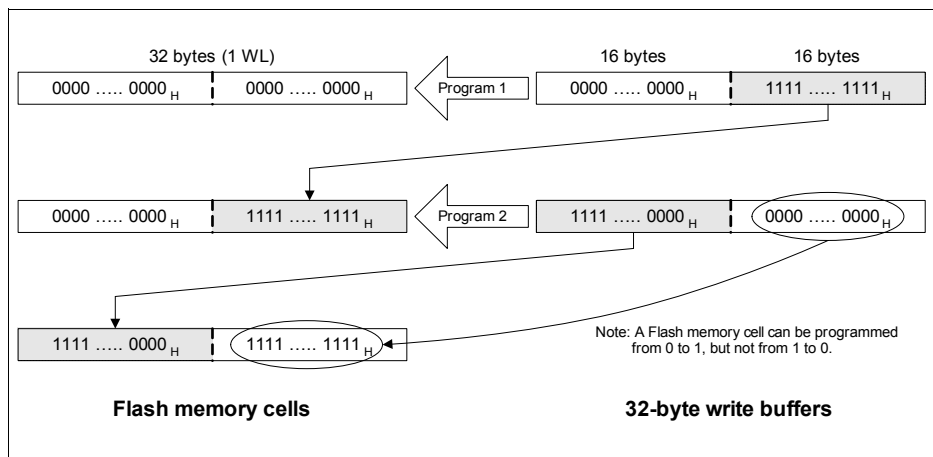 32 bytes (1 WL)
16 bytes
16 bytes
0000 ..... 0000 H
0000 ..... 0000 H
Program 1
0000 ..... 0000 H
1111 ..... 1111 H
0000 ..... 0000 H
1111 ..... 1111 H
Program 2
1111 ..... 0000 H
0000 ..... 0000 H
1111 ..... 0000 H
1111 ..... 1111 H
Note: A Flash memory cell can be programmed
from 0 to 1, but not from 1 to 0.
Flash memory cells
32-byte write buffers